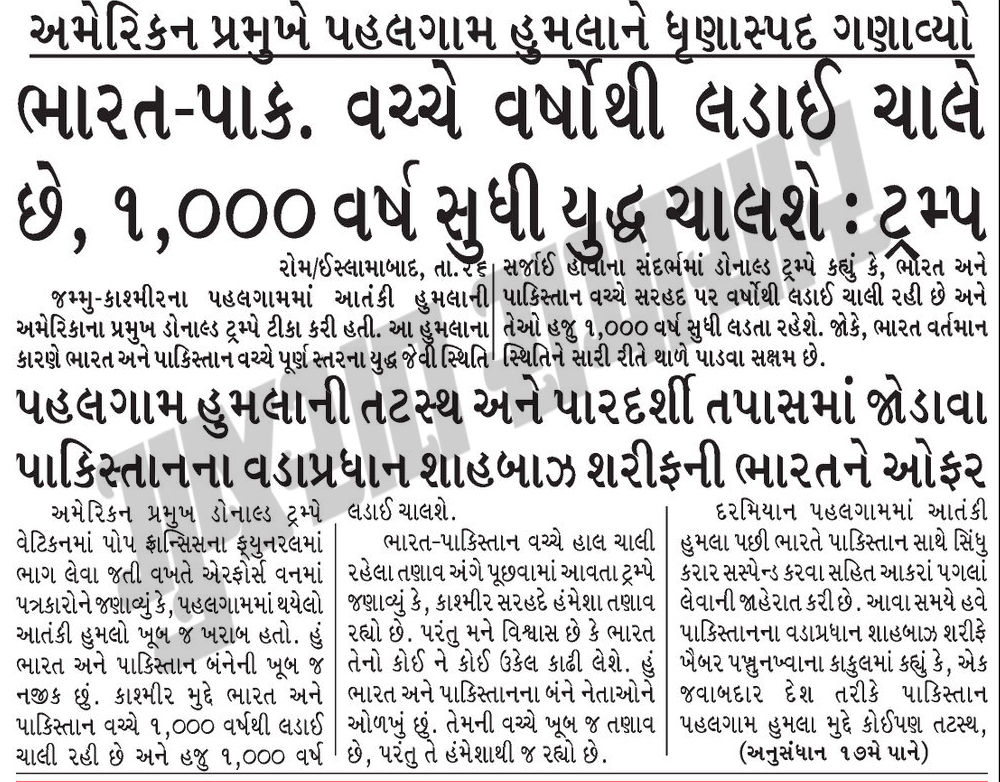 અમેરિકન પ્રમુખે પહલગામ હુમલાને ઘૃણાસ્પદ ગણાવ્યો
ભારત-પાક. વચ્ચે વર્ષોથી લડાઈ ચાલે
છે, ૧,૦૦૦ વર્ષ સુધી યુદ્ધ ચાલશે : ટ્રમ્પ
રોમ/ઈસ્લામાબાદ, તા.૨૬
જમ્મુ-કાશ્મીરના પહલગામમાં આતંકી હુમલાની
અમેરિકાના પ્રમુખ ડોનાલ્ડ ટ્રમ્પે ટીકા કરી હતી. આ હુમલાના
કારણે ભારત અને પાકિસ્તાન વચ્ચે પૂર્ણ સ્તરના યુદ્ધ જેવી સ્થિતિ
સર્જાઈ હોવાના સંદર્ભમાં ડોનાલ્ડ ટ્રમ્પે કહ્યું કે, ભારત અને
પાકિસ્તાન વચ્ચે સરહદ પર વર્ષોથી લડાઈ ચાલી રહી છે અને
તેઓ હજુ ૧,૦૦૦ વર્ષ સુધી લડતા રહેશે. જોકે, ભારત વર્તમાન
સ્થિતિને સારી રીતે થાળે પાડવા સક્ષમ છે.
પહલગામ હુમલાની તટસ્થ અને પારદર્શી તપાસમાં જોડાવા
પાકિસ્તાનના વડાપ્રધાન શાહબાઝ શરીફની ભારતને ઓફર
અમેરિકન પ્રમુખ ડોનાલ્ડ ટ્રમ્પે
વેટિકનમાં પોપ ફ્રાન્સિસના ફ્યુનરલમાં
ભાગ લેવા જતી વખતે એરફોર્સ વનમાં
પત્રકારોને જણાવ્યું કે, પહલગામમાં થયેલો
આતંકી હુમલો ખૂબ જ ખરાબ હતો. હું
ભારત અને પાકિસ્તાન બંનેની ખૂબ જ
નજીક છું. કાશ્મીર મુદ્દે ભારત અને
પાકિસ્તાન વચ્ચે ૧,૦૦૦ વર્ષથી લડાઈ
ચાલી રહી છે અને હજુ ૧,૦૦૦ વર્ષ
લડાઈ ચાલશે.
ભારત-પાકિસ્તાન વચ્ચે હાલ ચાલી
રહેલા તણાવ અંગે પૂછવામાં આવતા ટ્રમ્પે
જણાવ્યું કે, કાશ્મીર સરહદે હંમેશા તણાવ
રહ્યો છે. પરંતુ મને વિશ્વાસ છે કે ભારત
તેનો કોઈ ને કોઈ ઉકેલ કાઢી લેશે. હું
ભારત અને પાકિસ્તાનના બંને નેતાઓને
ઓળખું છું. તેમની વચ્ચે ખૂબ જ તણાવ
છે, પરંતુ તે હંમેશાથી જ રહ્યો છે.
દરમિયાન પહલગામમાં આતંકી
હુમલા પછી ભારતે પાકિસ્તાન સાથે સિંધુ
કરાર સસ્પેન્ડ કરવા સહિત આકરાં પગલાં
લેવાની જાહેરાત કરી છે. આવા સમયે હવે
પાકિસ્તાનના વડાપ્રધાન શાહબાઝ શરીફે
ખૈબર પખ્તુનખ્વાના કાકુલમાં કહ્યું કે, એક
જવાબદાર દેશ તરીકે પાકિસ્તાન
પહલગામ હુમલા મુદ્દે કોઈપણ તટસ્થ,
(અનુસંધાન ૧૭મે પાને)
ગુજરાત સમાચાર